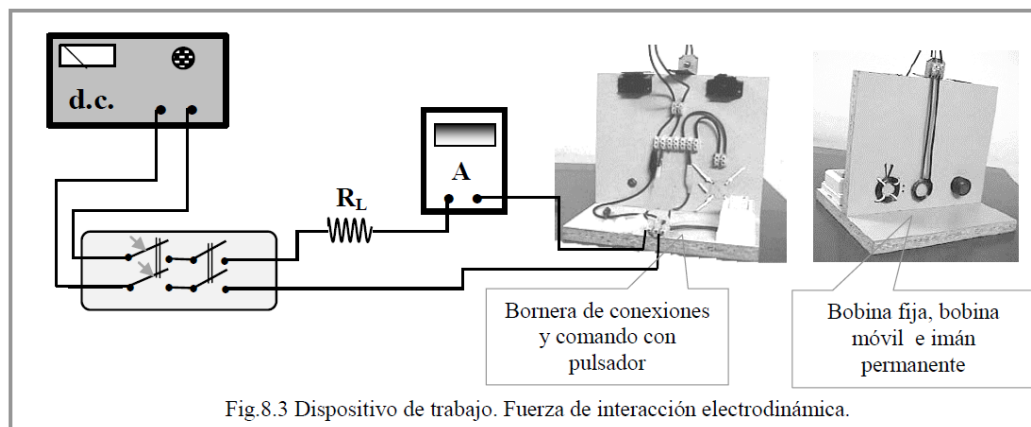 d.c.
A
R_L
Bornera de conexiones
y comando con
pulsador
Bobina fija, bobina
móvil e imán
permanente
Fig.8.3 Dispositivo de trabajo. Fuerza de interacción electrodinámica.